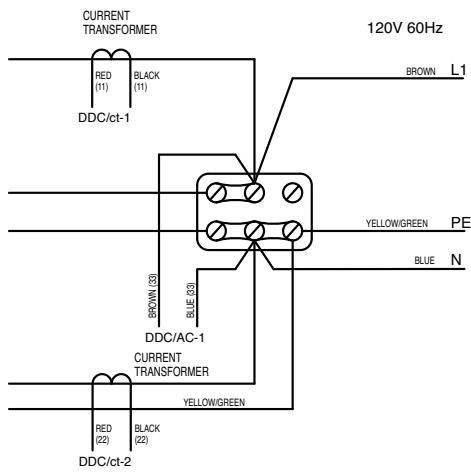 CURRENT
TRANSFORMER
120V 60Hz
RED
(11)
BLACK
(11)
BROWN L1
DDC/ct-1
YELLOW/GREEN PE
BLUE N
BROWN (33)
BLUE (33)
DDC/AC-1
CURRENT
TRANSFORMER
YELLOW/GREEN
RED
(22)
BLACK
(22)
DDC/ct-2